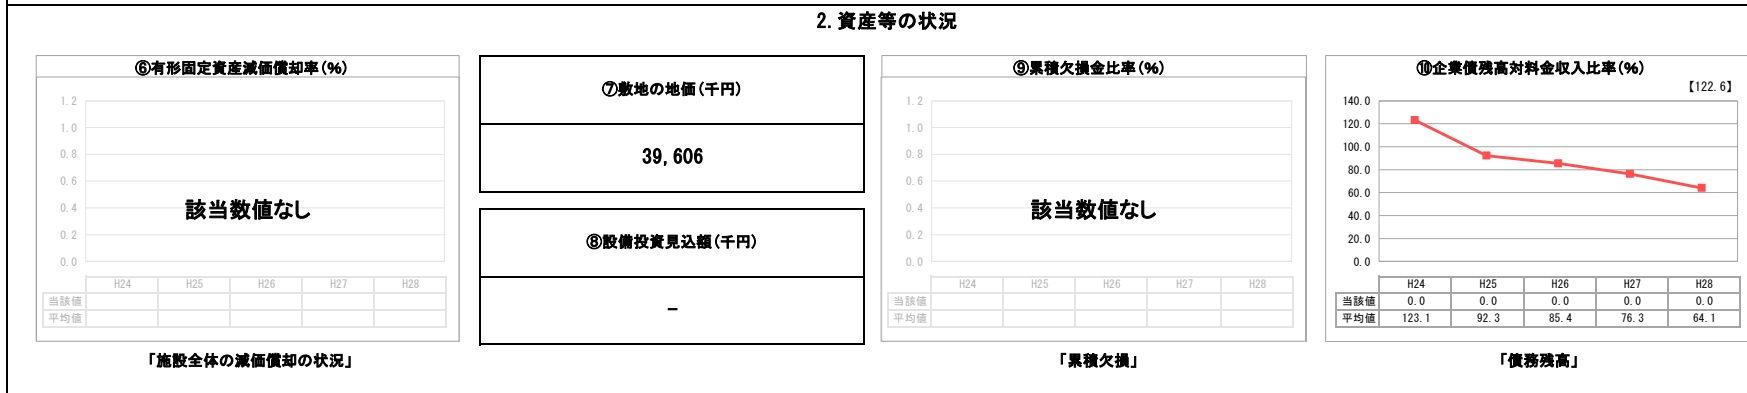 2. 資産等の状況
⑥有形固定資産減価償却率(%)
1.2
1.0
0.8
0.6
0.4
0.2
0.0
該当数値なし
H24 H25 H26 H27 H28
当該値
平均値
「施設全体の減価償却の状況」
⑦敷地の地価(千円)
39,606
⑧設備投資見込額(千円)
-
⑨累積欠損金比率(%)
1.2
1.0
0.8
0.6
0.4
0.2
0.0
該当数値なし
H24 H25 H26 H27 H28
当該値
平均値
「累積欠損」
⑩企業債残高対料金収入比率(%)
【122.6】
140.0
120.0
100.0
80.0
60.0
40.0
20.0
0.0
H24 H25 H26 H27 H28
当該値 0.0 0.0 0.0 0.0 0.0
平均値 123.1 92.3 85.4 76.3 64.1
「債務残高」